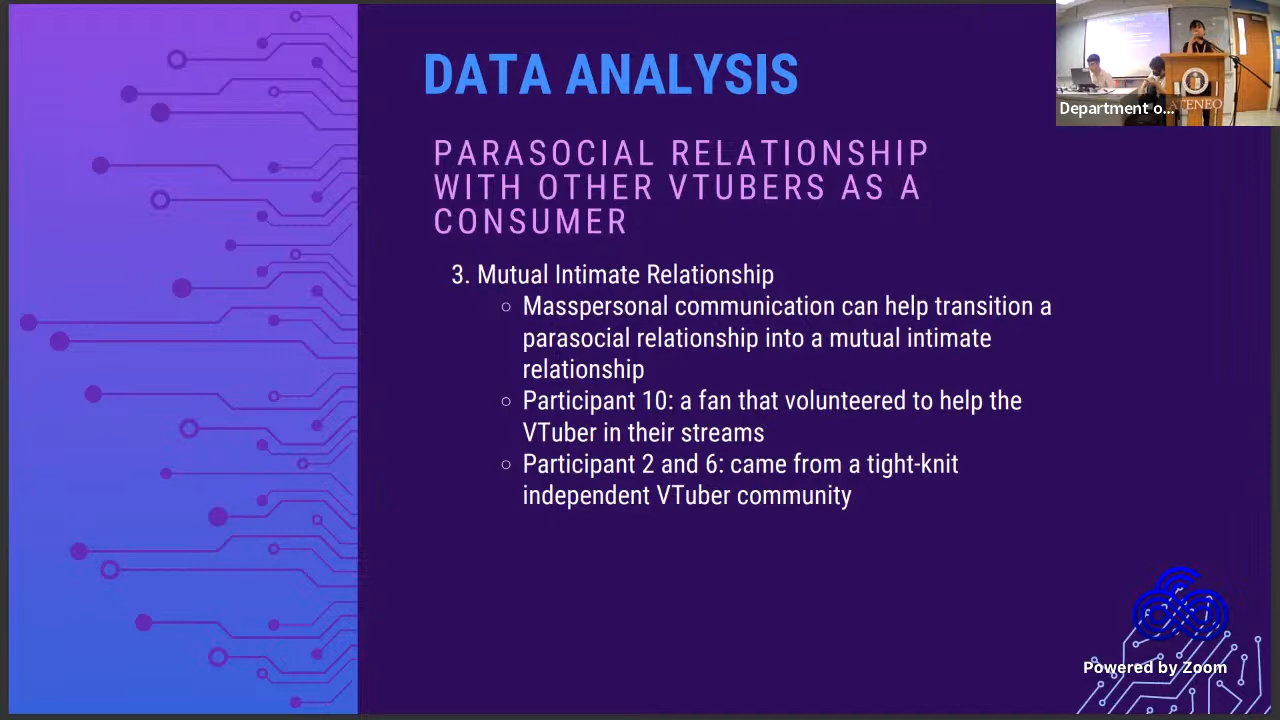 DATA ANALYSIS
PARASOCIAL RELATIONSHIP
WITH OTHER VTUBERS AS A
CONSUMER
3. Mutual Intimate Relationship
Masspersonal communication can help transition a
parasocial relationship into a mutual intimate
relationship
Participant 10: a fan that volunteered to help the
VTuber in their streams
Participant 2 and 6: came from a tight-knit
independent VTuber community
Department o...
ATENEO
Powered by Zoom